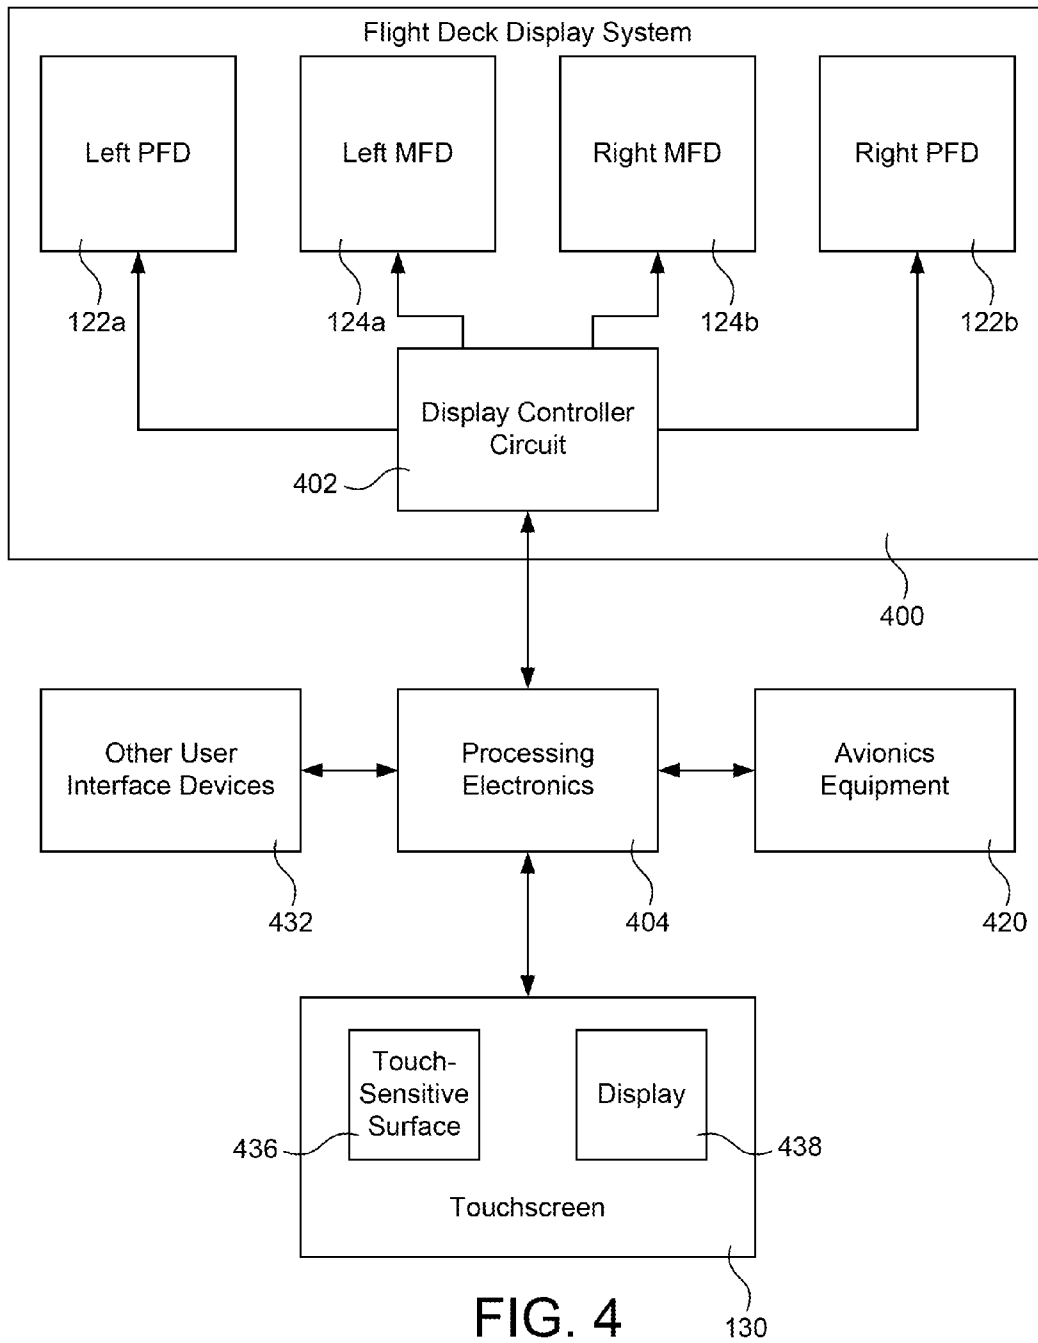 Flight Deck Display System
Left PFD
Left MFD
Right MFD
Right PFD
122a
124a
124b
122b
Display Controller
Circuit
402
400
Other User
Interface Devices
Processing
Electronics
Avionics
Equipment
432
404
420
Touch-
Sensitive
Surface
Display
436
438
Touchscreen
130
FIG. 4